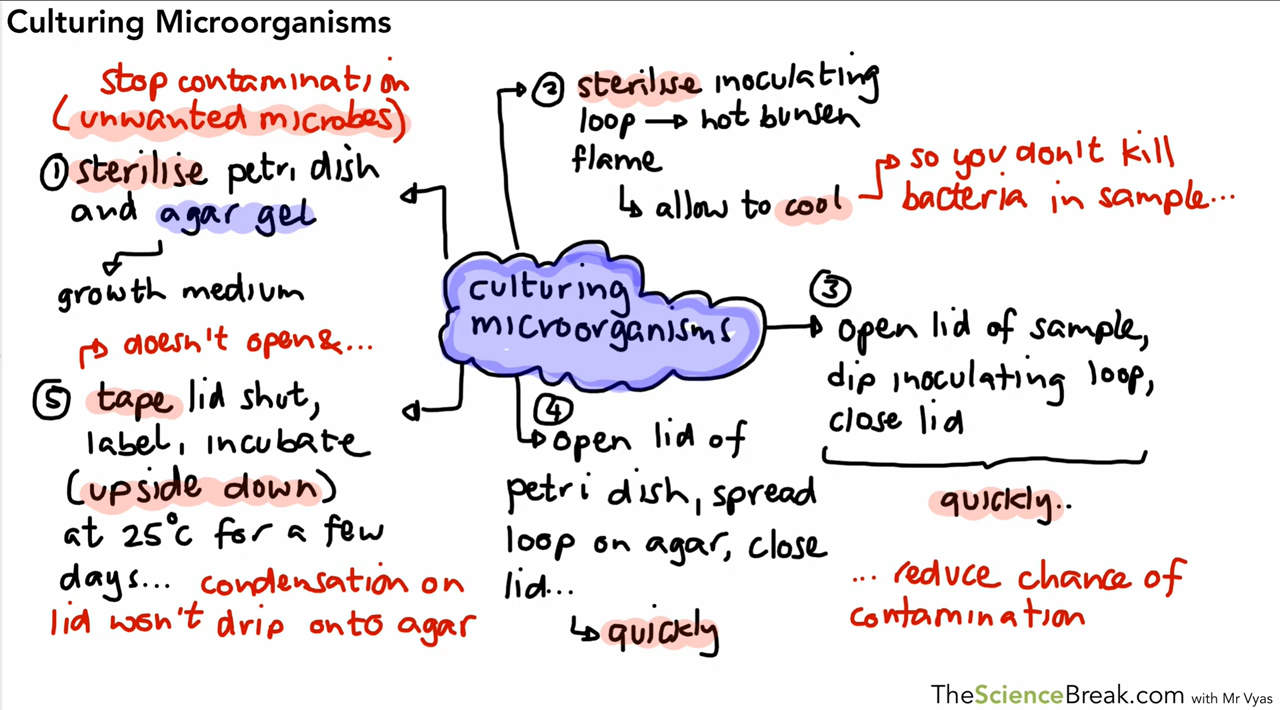 Culturing Microorganisms
stop contamination
(unwanted microbes)
① sterilise petri dish
and agar gel
growth medium
② sterilise inoculating
loop → hot bunsen
flame
↳ allow to cool
so you don't kill
bacteria in sample...
culturing
microorganisms
③
open lid of sample,
dip inoculating loop,
close lid
quickly..
... reduce chance of
contamination
④
open lid of
petri dish, spread
loop on agar, close
lid...
↳ quickly
doesn't open &...
⑤ tape lid shut,
label, incubate
(upside down)
at 25°c for a few
days... condensation on
lid won't drip onto agar
TheScienceBreak.com with Mr Vyas